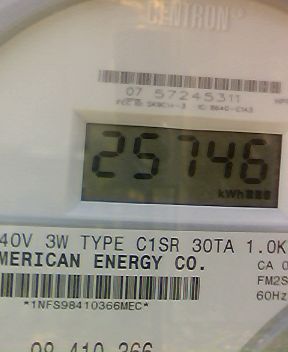 CENTRON
07 57245311
25746
kWh
40V 3W TYPE C1SR 30TA 1.0K
MERICAN ENERGY CO.
CA 0
FM2S
60Hz
*1NFS98410366MEC*
98 410 366